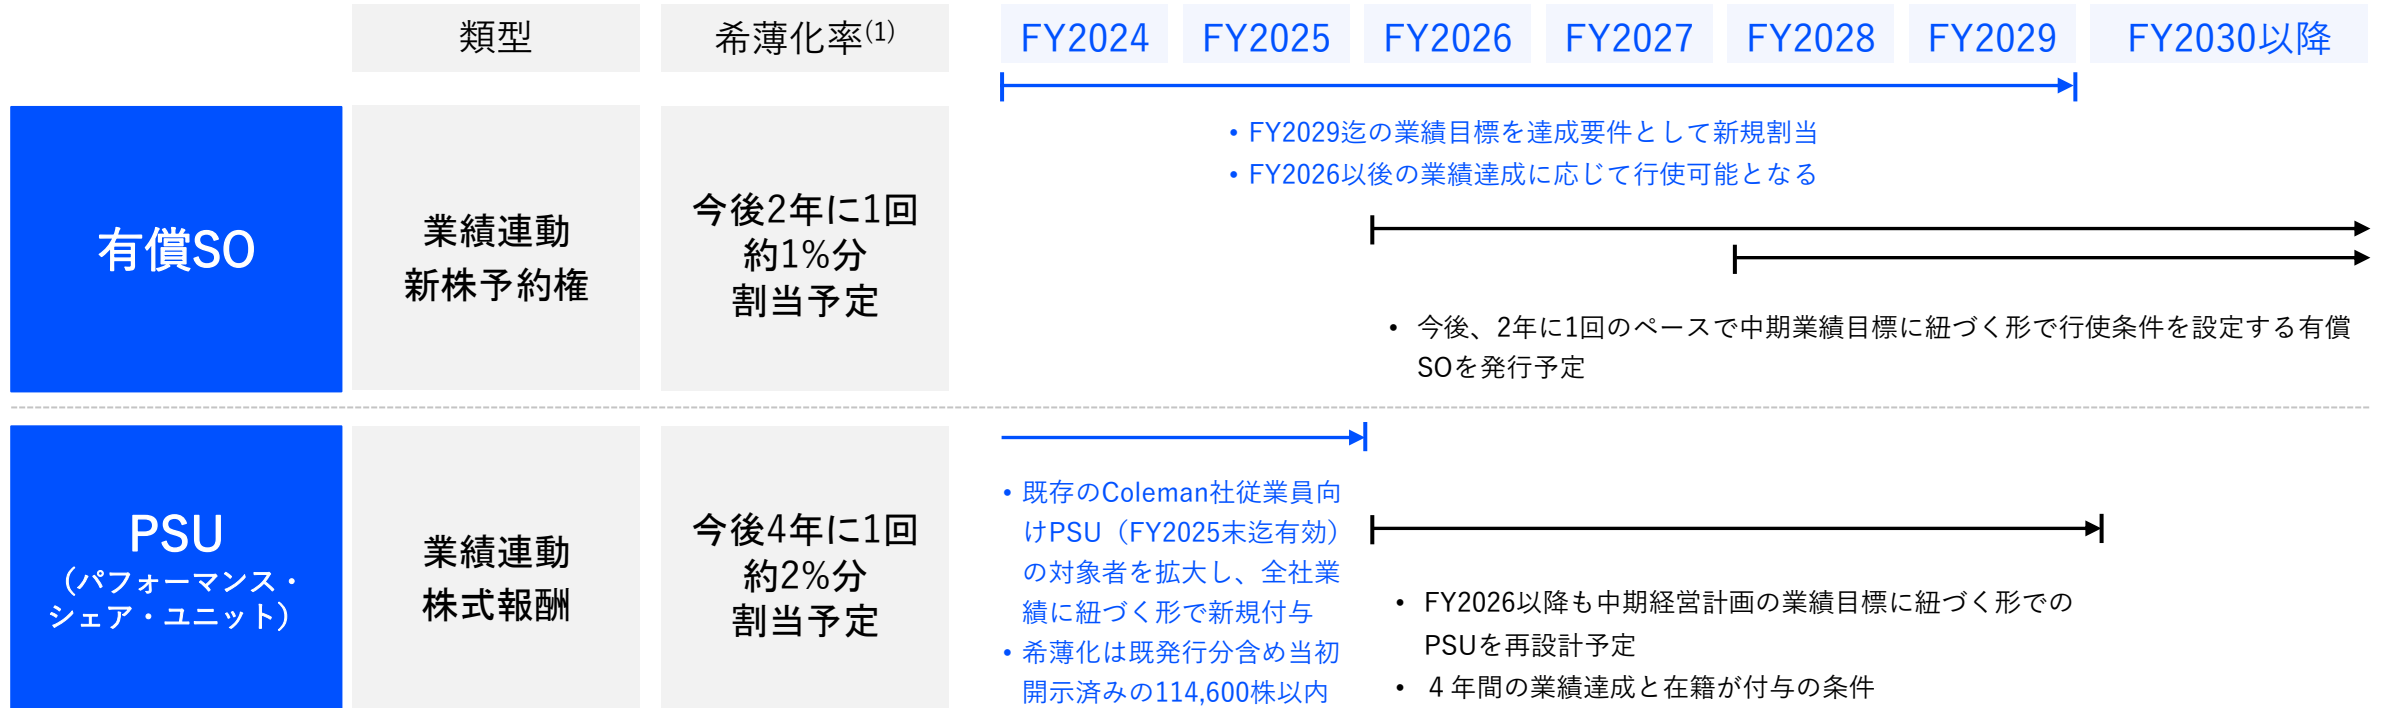 類型
希薄化率(1)
FY2024
FY2025
FY2026
FY2027
FY2028
FY2029
FY2030以降
有償SO
業績連動
新株予約権
今後2年に1回
約1%分
割当予定
• FY2029迄の業績目標を達成要件として新規割当
• FY2026以後の業績達成に応じて行使可能となる
• 今後、2年に1回のペースで中期業績目標に紐づく形で行使条件を設定する有償
SOを発行予定
PSU
（パフォーマンス・
シェア・ユニット）
業績連動
株式報酬
今後4年に1回
約2%分
割当予定
• 既存のColeman社従業員向
けPSU（FY2025末迄有効）
の対象者を拡大し、全社業
績に紐づく形で新規付与
• 希薄化は既発行分含め当初
開示済みの114,600株以内
• FY2026以降も中期経営計画の業績目標に紐づく形での
PSUを再設計予定
• ４年間の業績達成と在籍が付与の条件